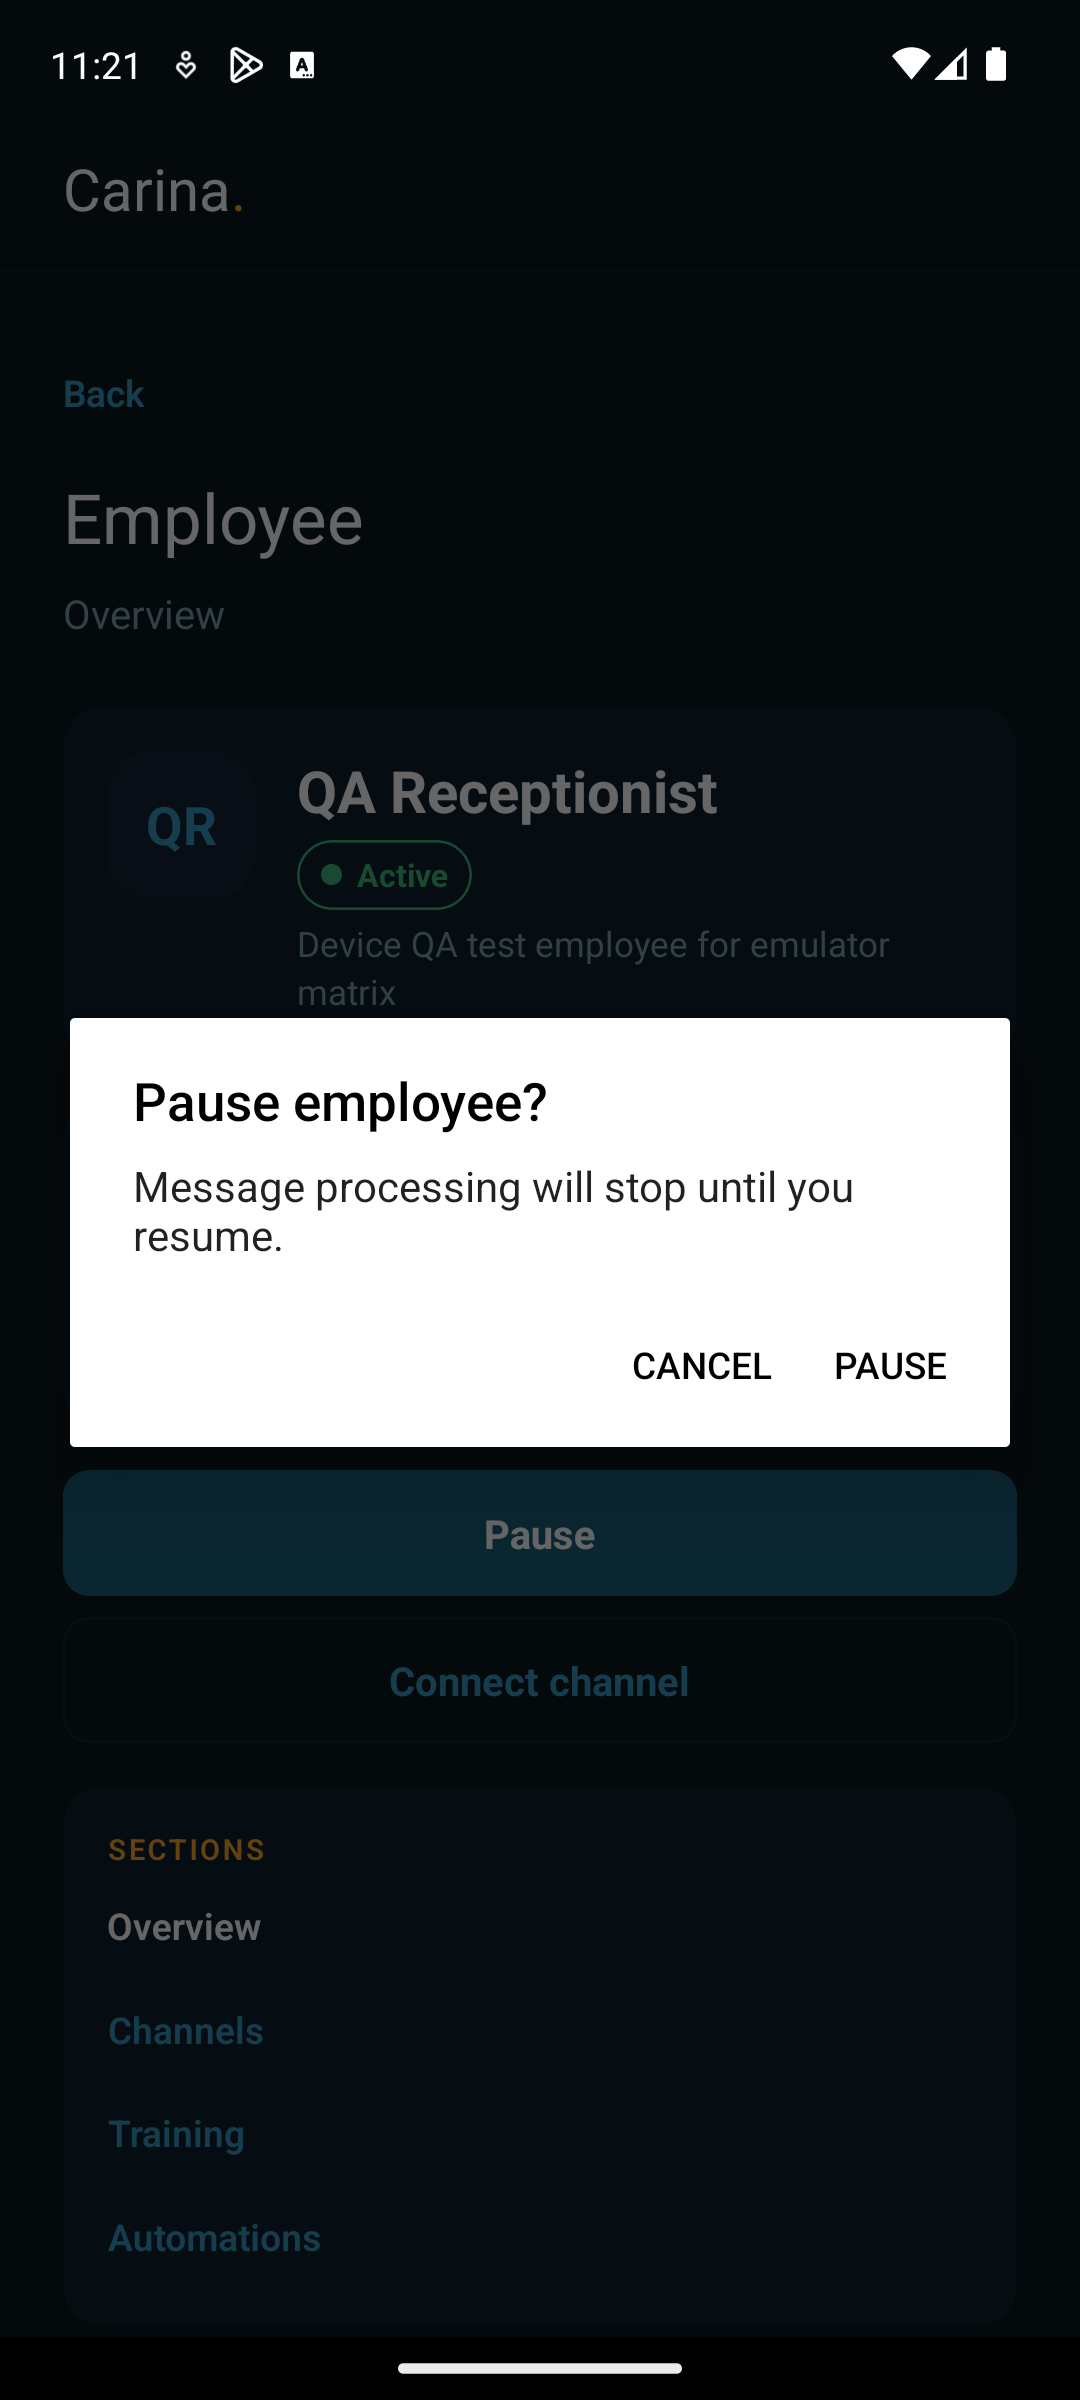 11:21
Carina.
Back
Employee
Overview
QR
QA Receptionist
Active
Device QA test employee for emulator
matrix
Pause employee?
Message processing will stop until you
resume.
CANCEL PAUSE
Pause
Connect channel
SECTIONS
Overview
Channels
Training
Automations